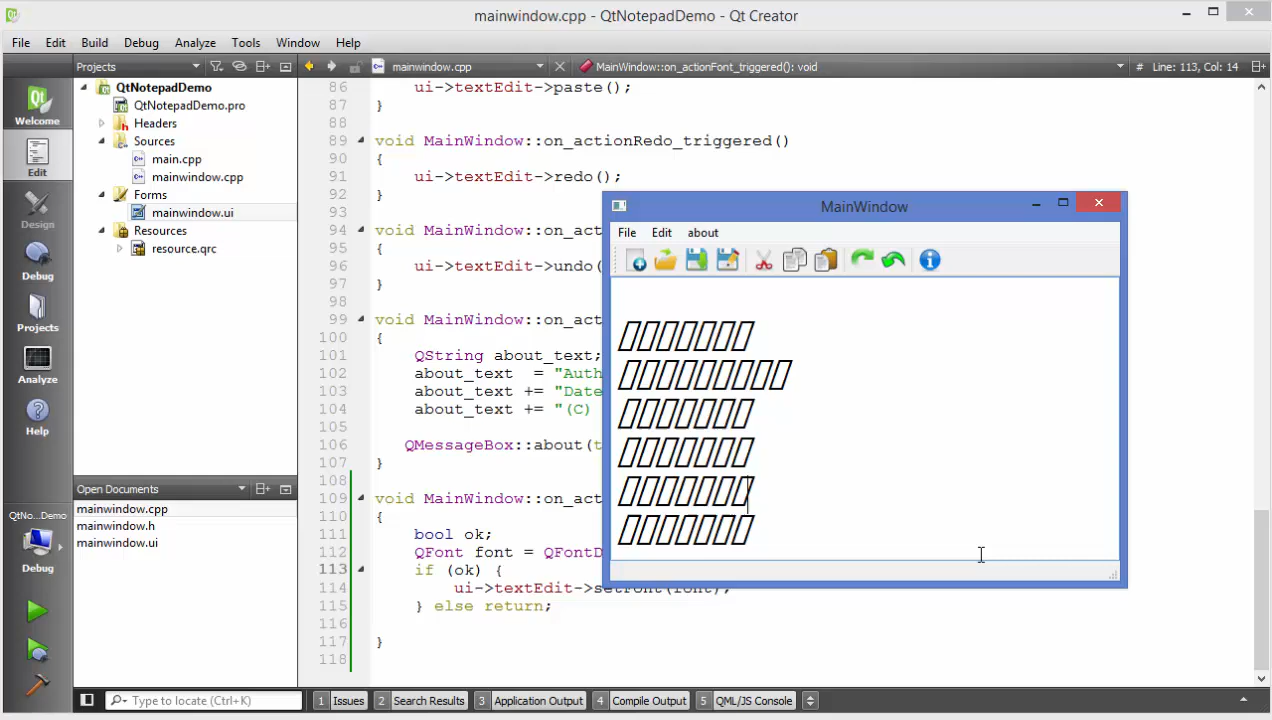 mainwindow.cpp - QtNotepadDemo - Qt Creator
File Edit Build Debug Analyze Tools Window Help
Projects
mainwindow.cpp
MainWindow::on_actionFont_triggered(): void
# Line: 113, Col: 14
Welcome
Edit
Design
Debug
Projects
Analyze
Help
QtNo...Demo
Debug
QtNotepadDemo
QtNotepadDemo.pro
Headers
Sources
main.cpp
mainwindow.cpp
Forms
mainwindow.ui
Resources
resource.qrc
Open Documents
mainwindow.cpp
mainwindow.h
mainwindow.ui
86 ui->textEdit->paste();
87 }
88
89 void MainWindow::on_actionRedo_triggered()
90 {
91 ui->textEdit->redo();
92 }
93
94 void MainWindow::on_act
95 {
96 ui->textEdit->undo(
97 }
98
99 void MainWindow::on_act
100 {
101 QString about_text;
102 about_text = "Auth
103 about_text += "Date
104 about_text += "(C)
105
106 QMessageBox::about(t
107 }
108
109 void MainWindow::on_act
110 {
111 bool ok;
112 QFont font = QFontD
113 if (ok) {
114 ui->textEdit->setFont(font);
115 } else return;
116
117 }
118
MainWindow
File Edit about
Type to locate (Ctrl+K)
1 Issues 2 Search Results 3 Application Output 4 Compile Output 5 QML/JS Console